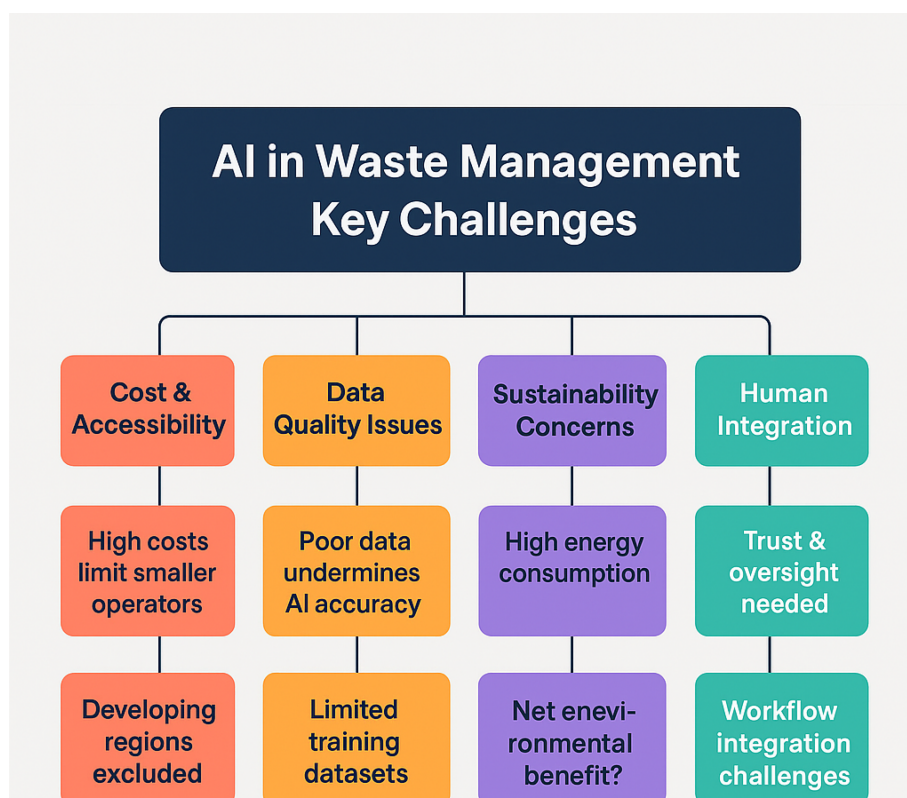 AI in Waste Management
Key Challenges
Cost &
Accessibility
Data
Quality Issues
Sustainability
Concerns
Human
Integration
High costs
limit smaller
operators
Poor data
undermines
AI accuracy
High energy
consumption
Trust &
oversight
needed
Developing
regions
excluded
Limited
training
datasets
Net enevi-
ronmental
benefit?
Workflow
integration
challenges